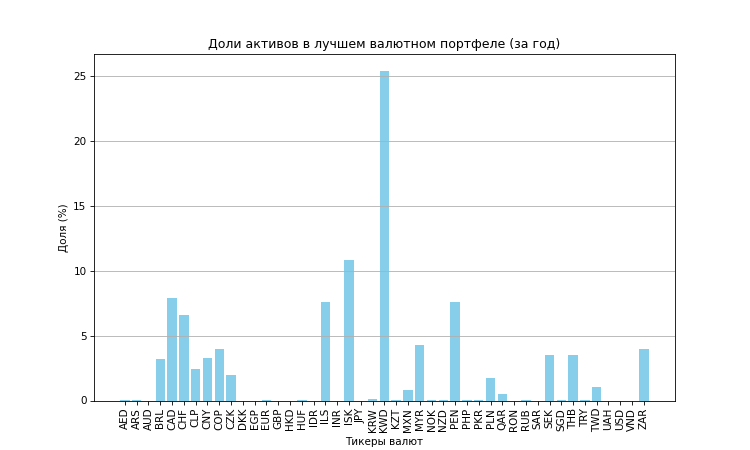 Доли активов в лучшем валютном портфеле (за год)
Доля (%)
25
20
15
10
5
0
AED ARS AUD BRL CAD CHF CLP CNY COP CZK DKK EGP EUR GBP HKD HUF IDR ILS INR ISK JPY KRW KWD KZT MXN MYR NOK NZD PEN PHP PKR PLN QAR RON RUB SAR SEK SGD THB TRY TWD UAH USD VND ZAR
Тикеры валют